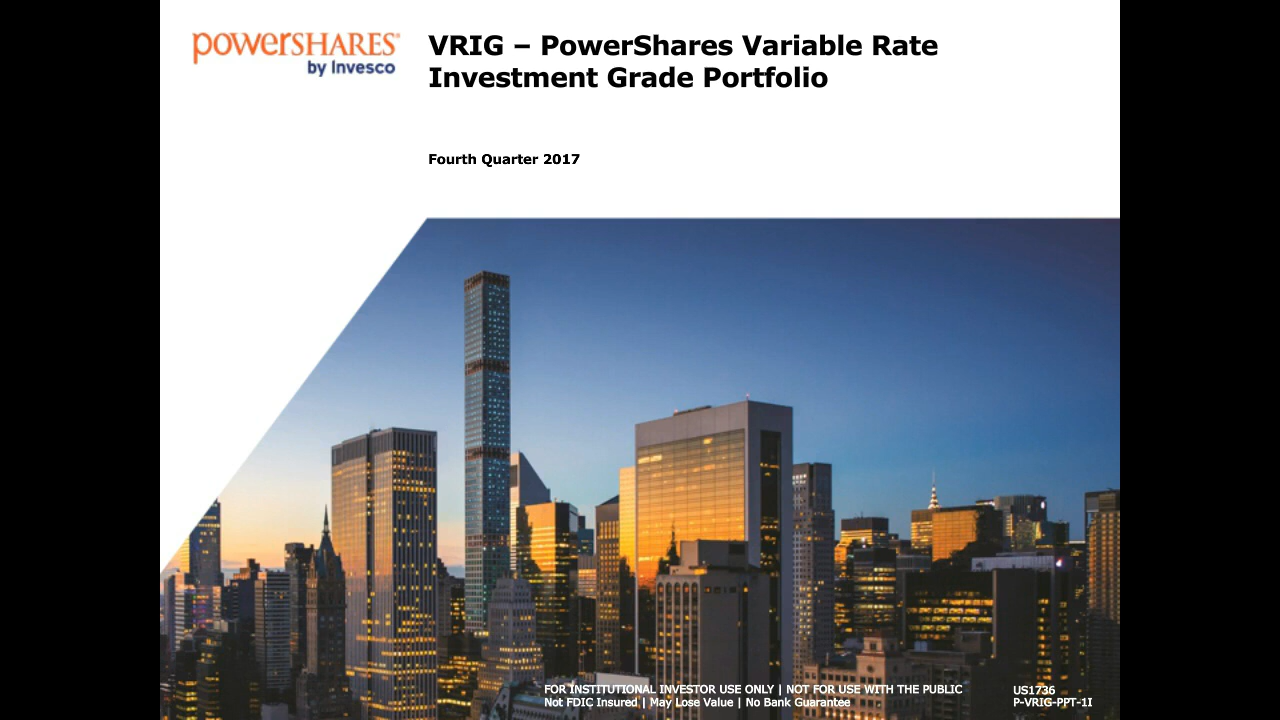 powerSHARES®
by Invesco
VRIG – PowerShares Variable Rate
Investment Grade Portfolio
Fourth Quarter 2017
FOR INSTITUTIONAL INVESTOR USE ONLY | NOT FOR USE WITH THE PUBLIC
Not FDIC Insured | May Lose Value | No Bank Guarantee
US1736
P-VRIG-PPT-1I